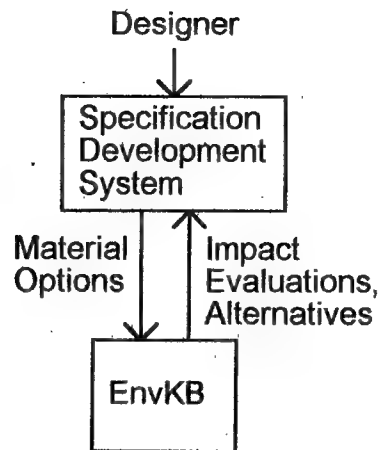 Designer
Specification
Development
System
Material
Options
Impact
Evaluations,
Alternatives
EnvKB